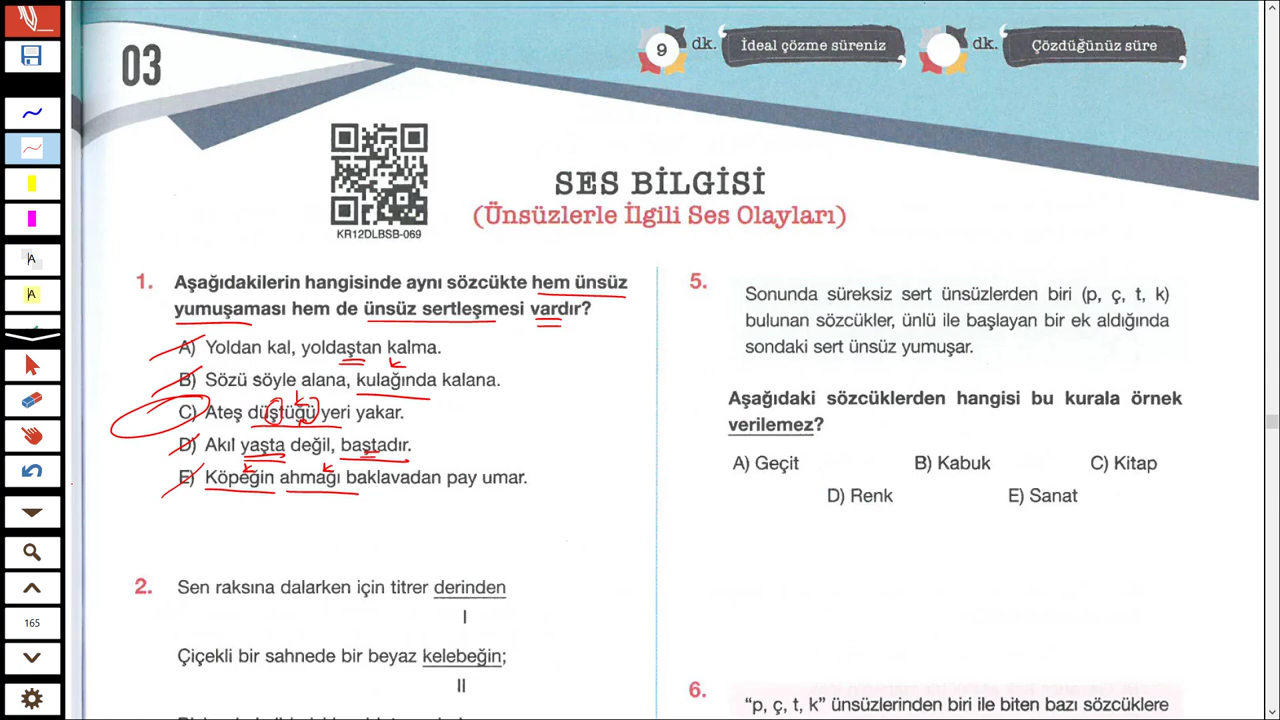 03
9 dk. İdeal çözme süreniz
dk. Çözdüğünüz süre
KR12DLBSB-069
SES BİLGİSİ
(Ünsüzlerle İlgili Ses Olayları)
1. Aşağıdakilerin hangisinde aynı sözcükte hem ünsüz
yumuşaması hem de ünsüz sertleşmesi vardır?
A) Yoldan kal, yoldaştan kalma.
B) Sözü söyle alana, kulağında kalana.
C) Ateş düştüğü yeri yakar.
D) Akıl yaşta değil, baştadır.
E) Köpeğin ahmağı baklavadan pay umar.
2. Sen raksına dalarken için titrer derinden
I
Çiçekli bir sahnede bir beyaz kelebeğin;
II
5. Sonunda süreksiz sert ünsüzlerden biri (p, ç, t, k)
bulunan sözcükler, ünlü ile başlayan bir ek aldığında
sondaki sert ünsüz yumuşar.
Aşağıdaki sözcüklerden hangisi bu kurala örnek
verilemez?
A) Geçit B) Kabuk C) Kitap
D) Renk E) Sanat
6. "p, ç, t, k" ünsüzlerinden biri ile biten bazı sözcüklere
A
A
165